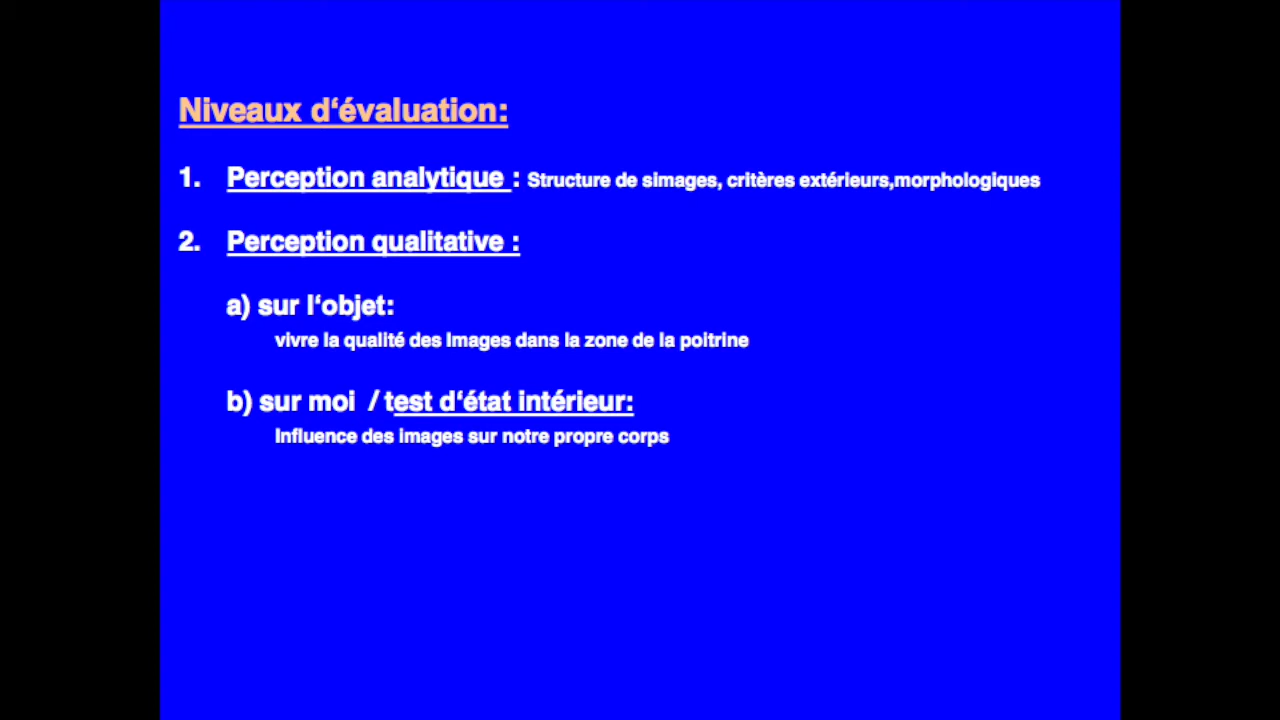 Niveaux d‘évaluation:
1. Perception analytique : Structure de simages, critères extérieurs,morphologiques
2. Perception qualitative :
a) sur l‘objet:
vivre la qualité des images dans la zone de la poitrine
b) sur moi / test d‘état intérieur:
Influence des images sur notre propre corps